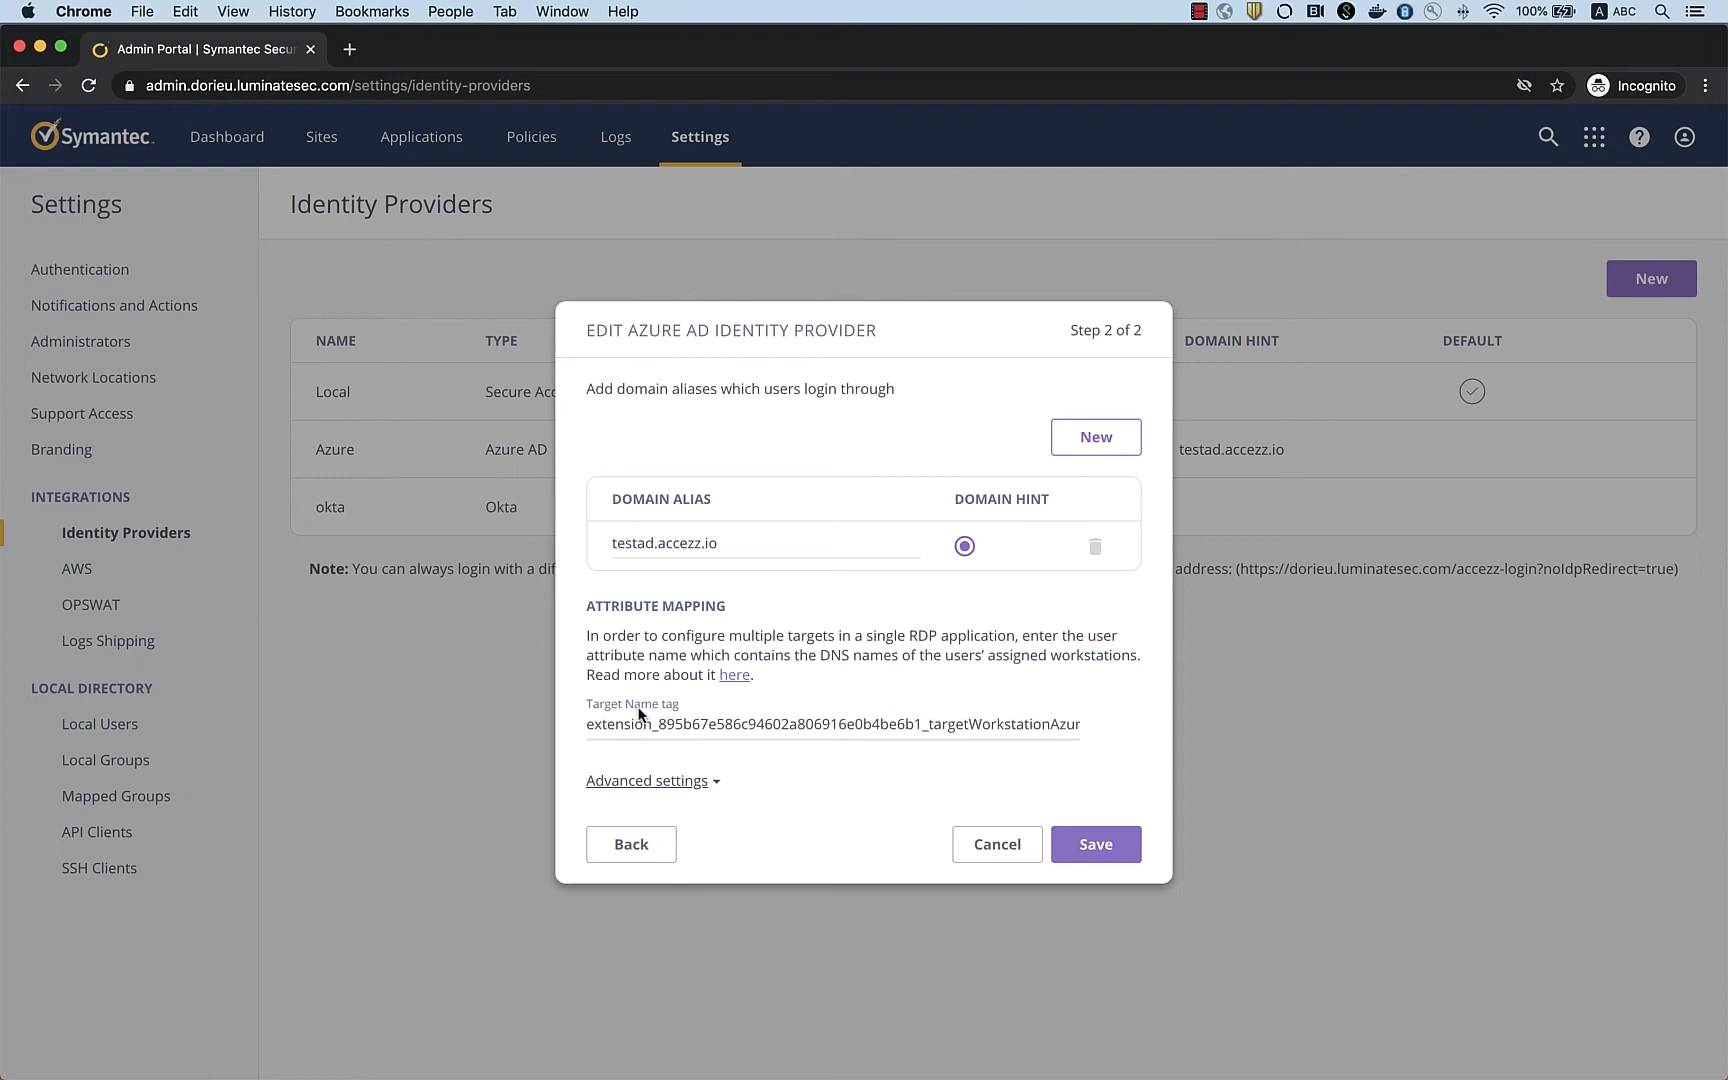 Chrome File Edit View History Bookmarks People Tab Window Help 100% A ABC
Admin Portal | Symantec Secur
admin.dorieu.luminatesec.com/settings/identity-providers Incognito
Symantec Dashboard Sites Applications Policies Logs Settings
Settings
Authentication
Notifications and Actions
Administrators
Network Locations
Support Access
Branding
INTEGRATIONS
Identity Providers
AWS
OPSWAT
Logs Shipping
LOCAL DIRECTORY
Local Users
Local Groups
Mapped Groups
API Clients
SSH Clients
Identity Providers
New
NAME TYPE DOMAIN HINT DEFAULT
Local Secure Acc
Azure Azure AD testad.accezz.io
okta Okta
Note: You can always login with a dif address: (https://dorieu.luminatesec.com/accezz-login?noIdpRedirect=true)
EDIT AZURE AD IDENTITY PROVIDER Step 2 of 2
Add domain aliases which users login through
New
DOMAIN ALIAS DOMAIN HINT
testad.accezz.io
ATTRIBUTE MAPPING
In order to configure multiple targets in a single RDP application, enter the user
attribute name which contains the DNS names of the users’ assigned workstations.
Read more about it here.
Target Name tag
extension_895b67e586c94602a806916e0b4be6b1_targetWorkstationAzur
Advanced settings
Back Cancel Save